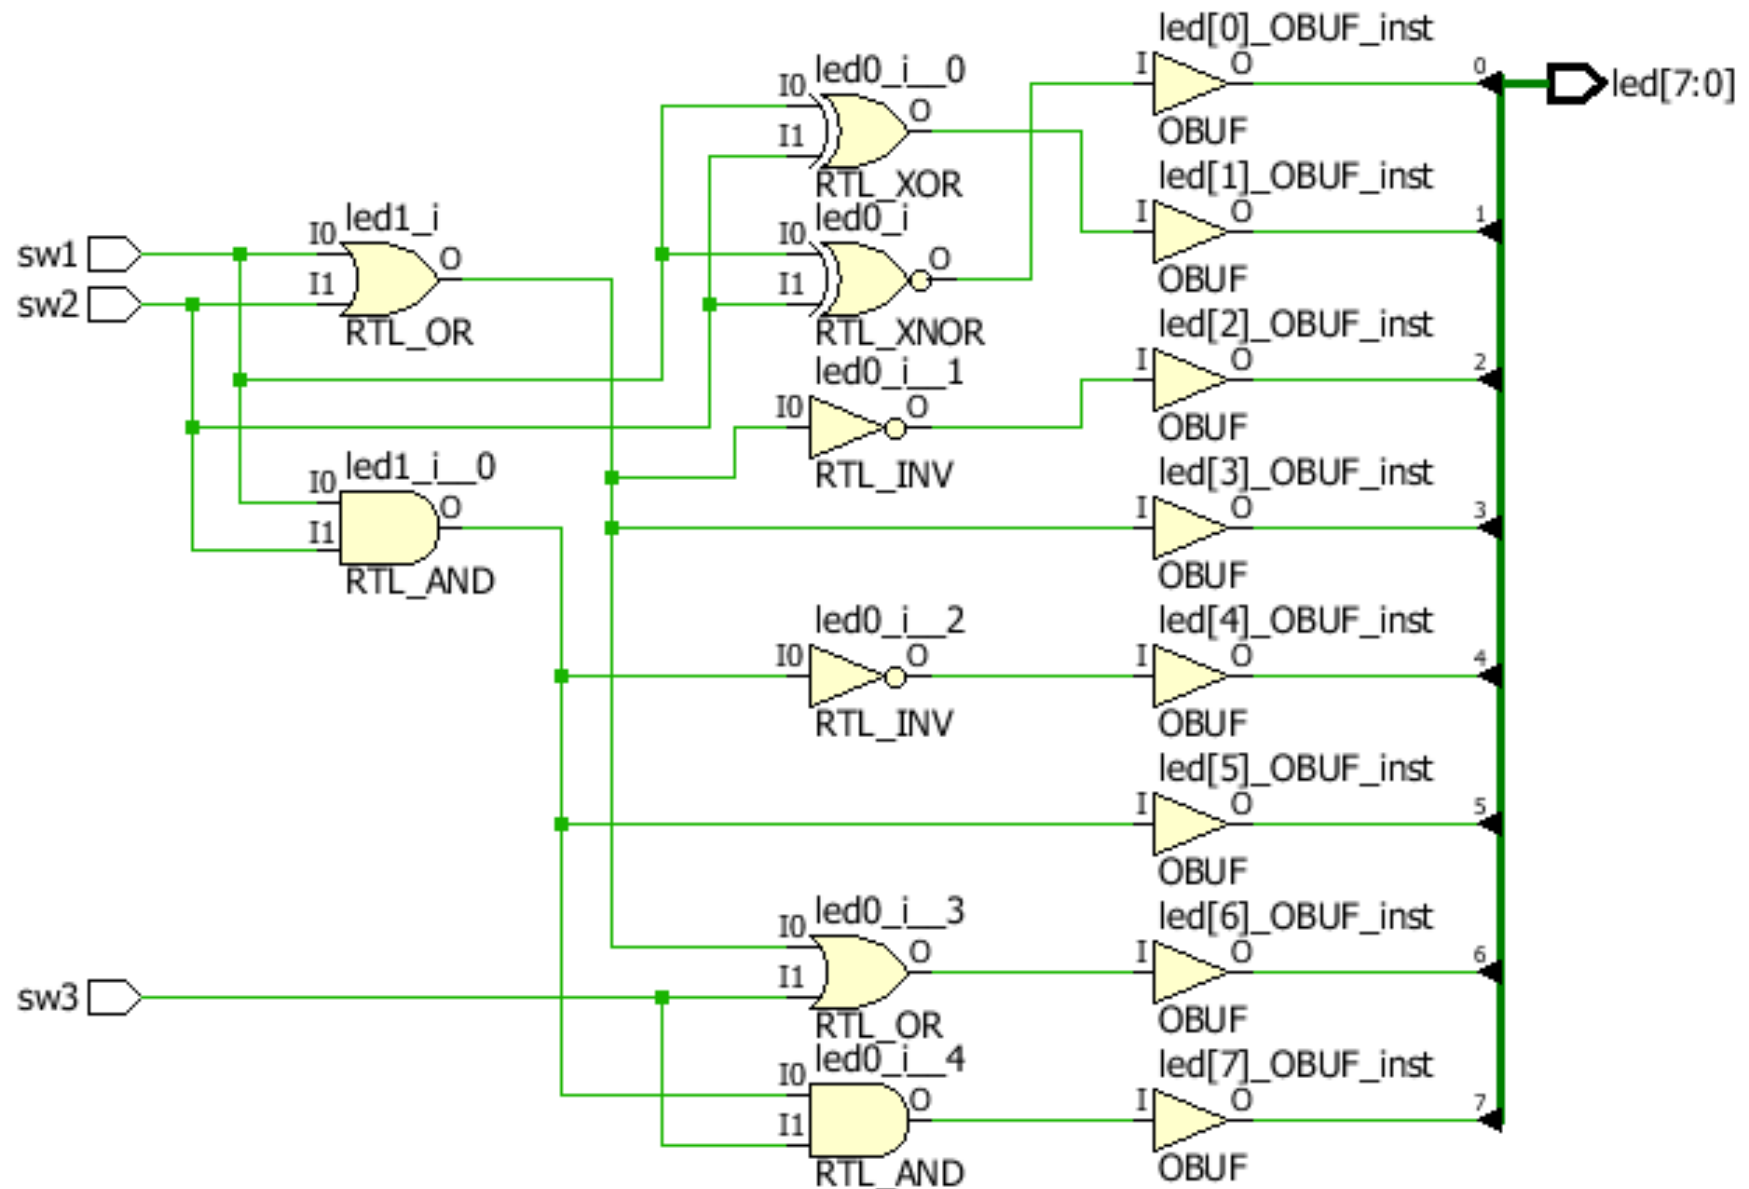 led[0]_OBUF_inst
I O 0
led[7:0]
OBUF
led0_i__0
I0
I1 O
RTL_XOR
led[1]_OBUF_inst
I O 1
OBUF
sw1
sw2
led1_i
I0
I1 O
RTL_OR
led0_i
I0
I1 O
RTL_XNOR
led[2]_OBUF_inst
I O 2
OBUF
led0_i__1
I0 O
RTL_INV
led1_i__0
I0
I1 O
RTL_AND
led[3]_OBUF_inst
I O 3
OBUF
led0_i__2
I0 O
RTL_INV
led[4]_OBUF_inst
I O 4
OBUF
led[5]_OBUF_inst
I O 5
OBUF
sw3
led0_i__3
I0
I1 O
RTL_OR
led[6]_OBUF_inst
I O 6
OBUF
led0_i__4
I0
I1 O
RTL_AND
led[7]_OBUF_inst
I O 7
OBUF